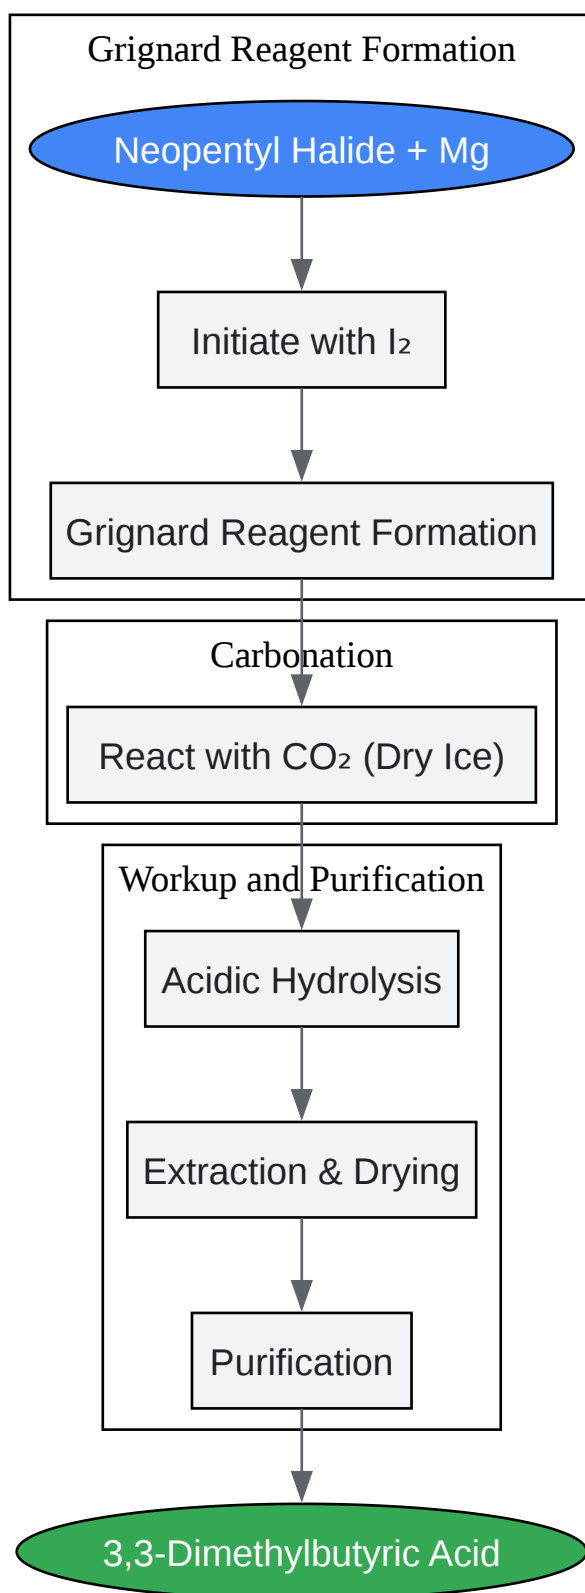 Grignard Reagent Formation
Neopentyl Halide + Mg
Initiate with I₂
Grignard Reagent Formation
Carbonation
React with CO₂ (Dry Ice)
Workup and Purification
Acidic Hydrolysis
Extraction & Drying
Purification
3,3-Dimethylbutyric Acid